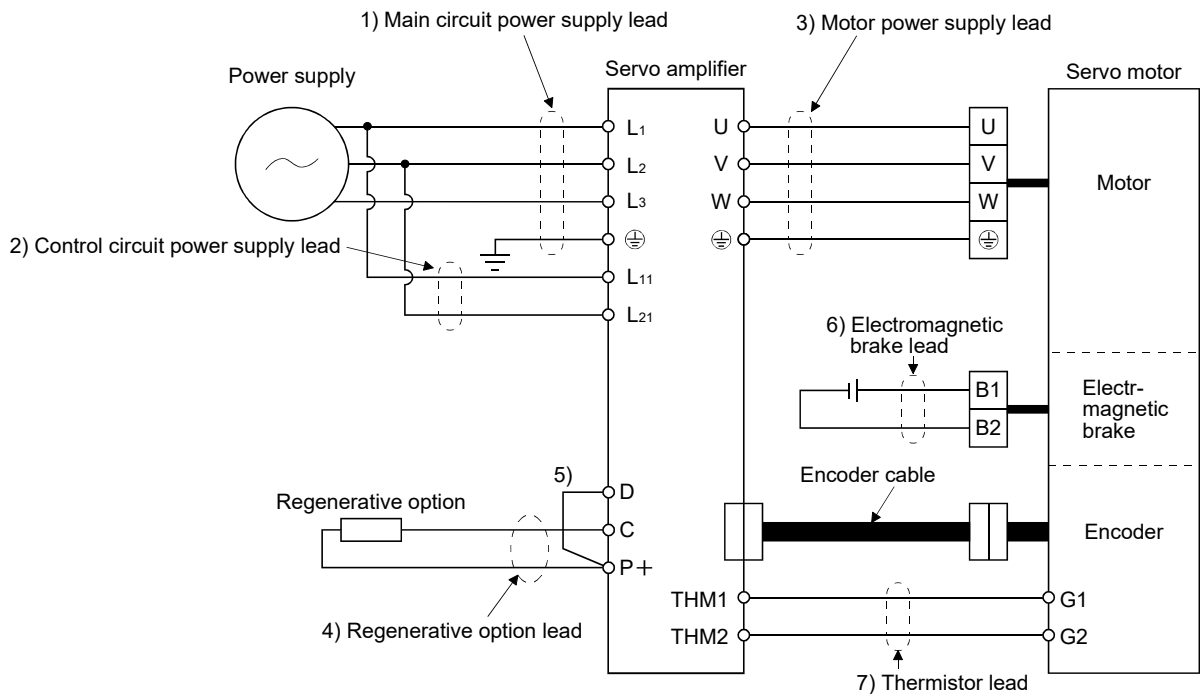 1) Main circuit power supply lead
3) Motor power supply lead
Power supply
Servo amplifier
Servo motor
L1
U
U
L2
V
V
Motor
L3
W
W
2) Control circuit power supply lead
L11
L21
6) Electromagnetic
brake lead
B1
B2
Electr-
magnetic
brake
5)
D
Encoder cable
Regenerative option
C
Encoder
P+
THM1
G1
4) Regenerative option lead
THM2
G2
7) Thermistor lead